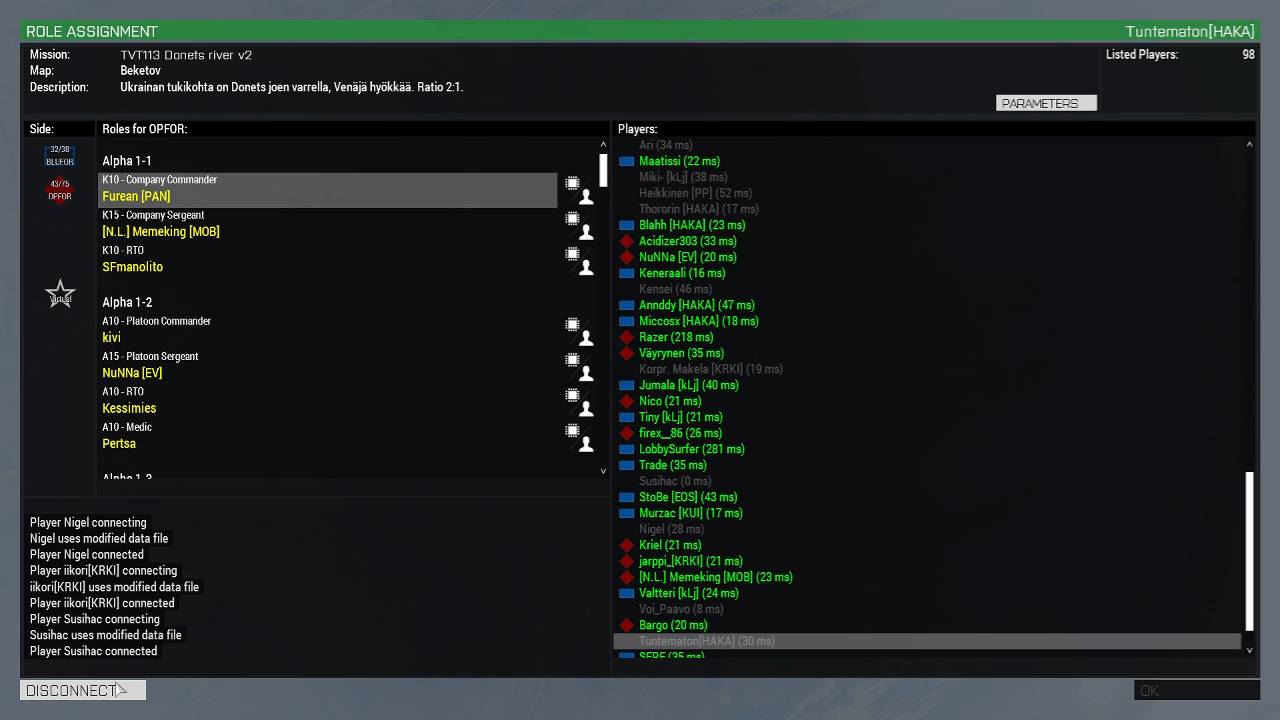 ROLE ASSIGNMENT
Tuntematon[HAKA]
Mission: TVT113 Donets river v2
Map: Beketov
Description: Ukrainan tukikohta on Donets joen varrella, Venäjä hyökkää. Ratio 2:1.
Listed Players: 98
PARAMETERS
Side:
32/38
BLUFOR
43/75
OPFOR
Virtual
Roles for OPFOR:
Alpha 1-1
K10 - Company Commander
Furean [PAN]
K15 - Company Sergeant
[N.L.] Memeking [MOB]
K10 - RTO
SFmanolito
Alpha 1-2
A10 - Platoon Commander
kivi
A15 - Platoon Sergeant
NuNNa [EV]
A10 - RTO
Kessimies
A10 - Medic
Pertsa
Alpha 1-3
Players:
Ari (34 ms)
Maatissi (22 ms)
Miki- [kLj] (38 ms)
Heikkinen [PP] (52 ms)
Thororin [HAKA] (17 ms)
Blahh [HAKA] (23 ms)
Acidizer303 (33 ms)
NuNNa [EV] (20 ms)
Keneraali (16 ms)
Kensei (46 ms)
Annddy [HAKA] (47 ms)
Miccosx [HAKA] (18 ms)
Razer (218 ms)
Väyrynen (35 ms)
Korpr. Makela [KRKI] (19 ms)
Jumala [kLj] (40 ms)
Nico (21 ms)
Tiny [kLj] (21 ms)
firex__86 (26 ms)
LobbySurfer (281 ms)
Trade (35 ms)
Susihac (0 ms)
StoBe [EOS] (43 ms)
Murzac [KUI] (17 ms)
Nigel (28 ms)
Kriel (21 ms)
jarppi_[KRKI] (21 ms)
[N.L.] Memeking [MOB] (23 ms)
Valtteri [kLj] (24 ms)
Voi_Paavo (8 ms)
Bargo (20 ms)
Tuntematon[HAKA] (30 ms)
(35 ms)
Player Nigel connecting
Nigel uses modified data file
Player Nigel connected
Player iikori[KRKI] connecting
iikori[KRKI] uses modified data file
Player iikori[KRKI] connected
Player Susihac connecting
Susihac uses modified data file
Player Susihac connected
DISCONNECT
OK